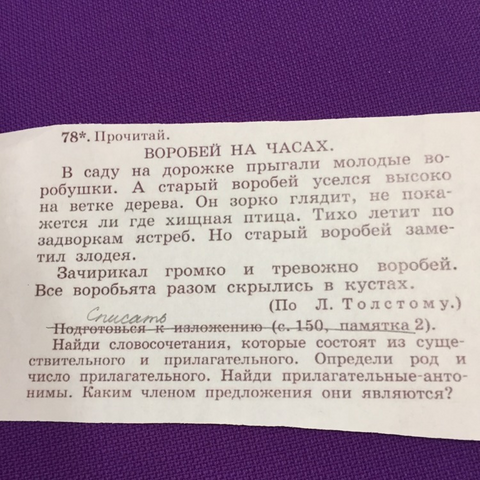 78*. Прочитай.
ВОРОБЕЙ НА ЧАСАХ.
В саду на дорожке прыгали молодые во-
робушки. А старый воробей уселся высоко
на ветке дерева. Он зорко глядит, не пока-
жется ли где хищная птица. Тихо летит по
задворкам ястреб. Но старый воробей заме-
тил злодея.
Зачирикал громко и тревожно воробей.
Все воробьята разом скрылись в кустах.
(По Л. Толстому.)
Списать
Подготовься к изложению (с. 150, памятка 2).
Найди словосочетания, которые состоят из суще-
ствительного и прилагательного. Определи род и
число прилагательного. Найди прилагательные-анто-
нимы. Каким членом предложения они являются?